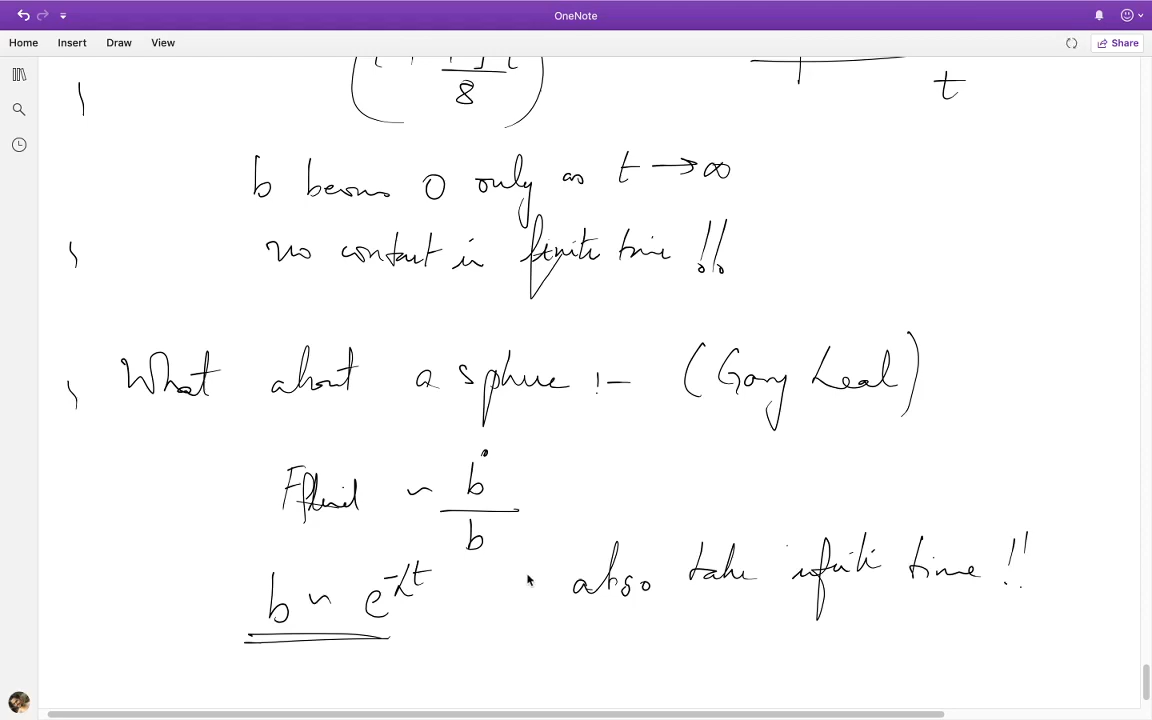 OneNote
Home Insert Draw View Share
8
t
b becoms 0 only as t → ∞
no contact in finite time !!
What about a sphere :- (Gary Leal)
Ffluid ~ ḃ / b
b ~ e^{-λt} also take infinite time !!